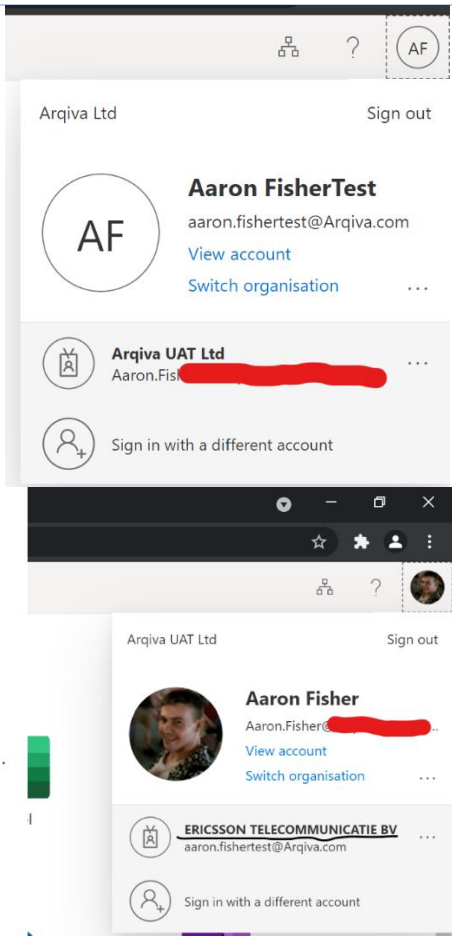 AF
Arqiva Ltd Sign out
AF
Aaron FisherTest
aaron.fishertest@Arqiva.com
View account
Switch organisation ...
Arqiva UAT Ltd ...
Aaron.Fis
Sign in with a different account
Arqiva UAT Ltd Sign out
Aaron Fisher
Aaron.Fisher@ ..
View account
Switch organisation ...
ERICSSON TELECOMMUNICATIE BV ...
aaron.fishertest@Arqiva.com
Sign in with a different account